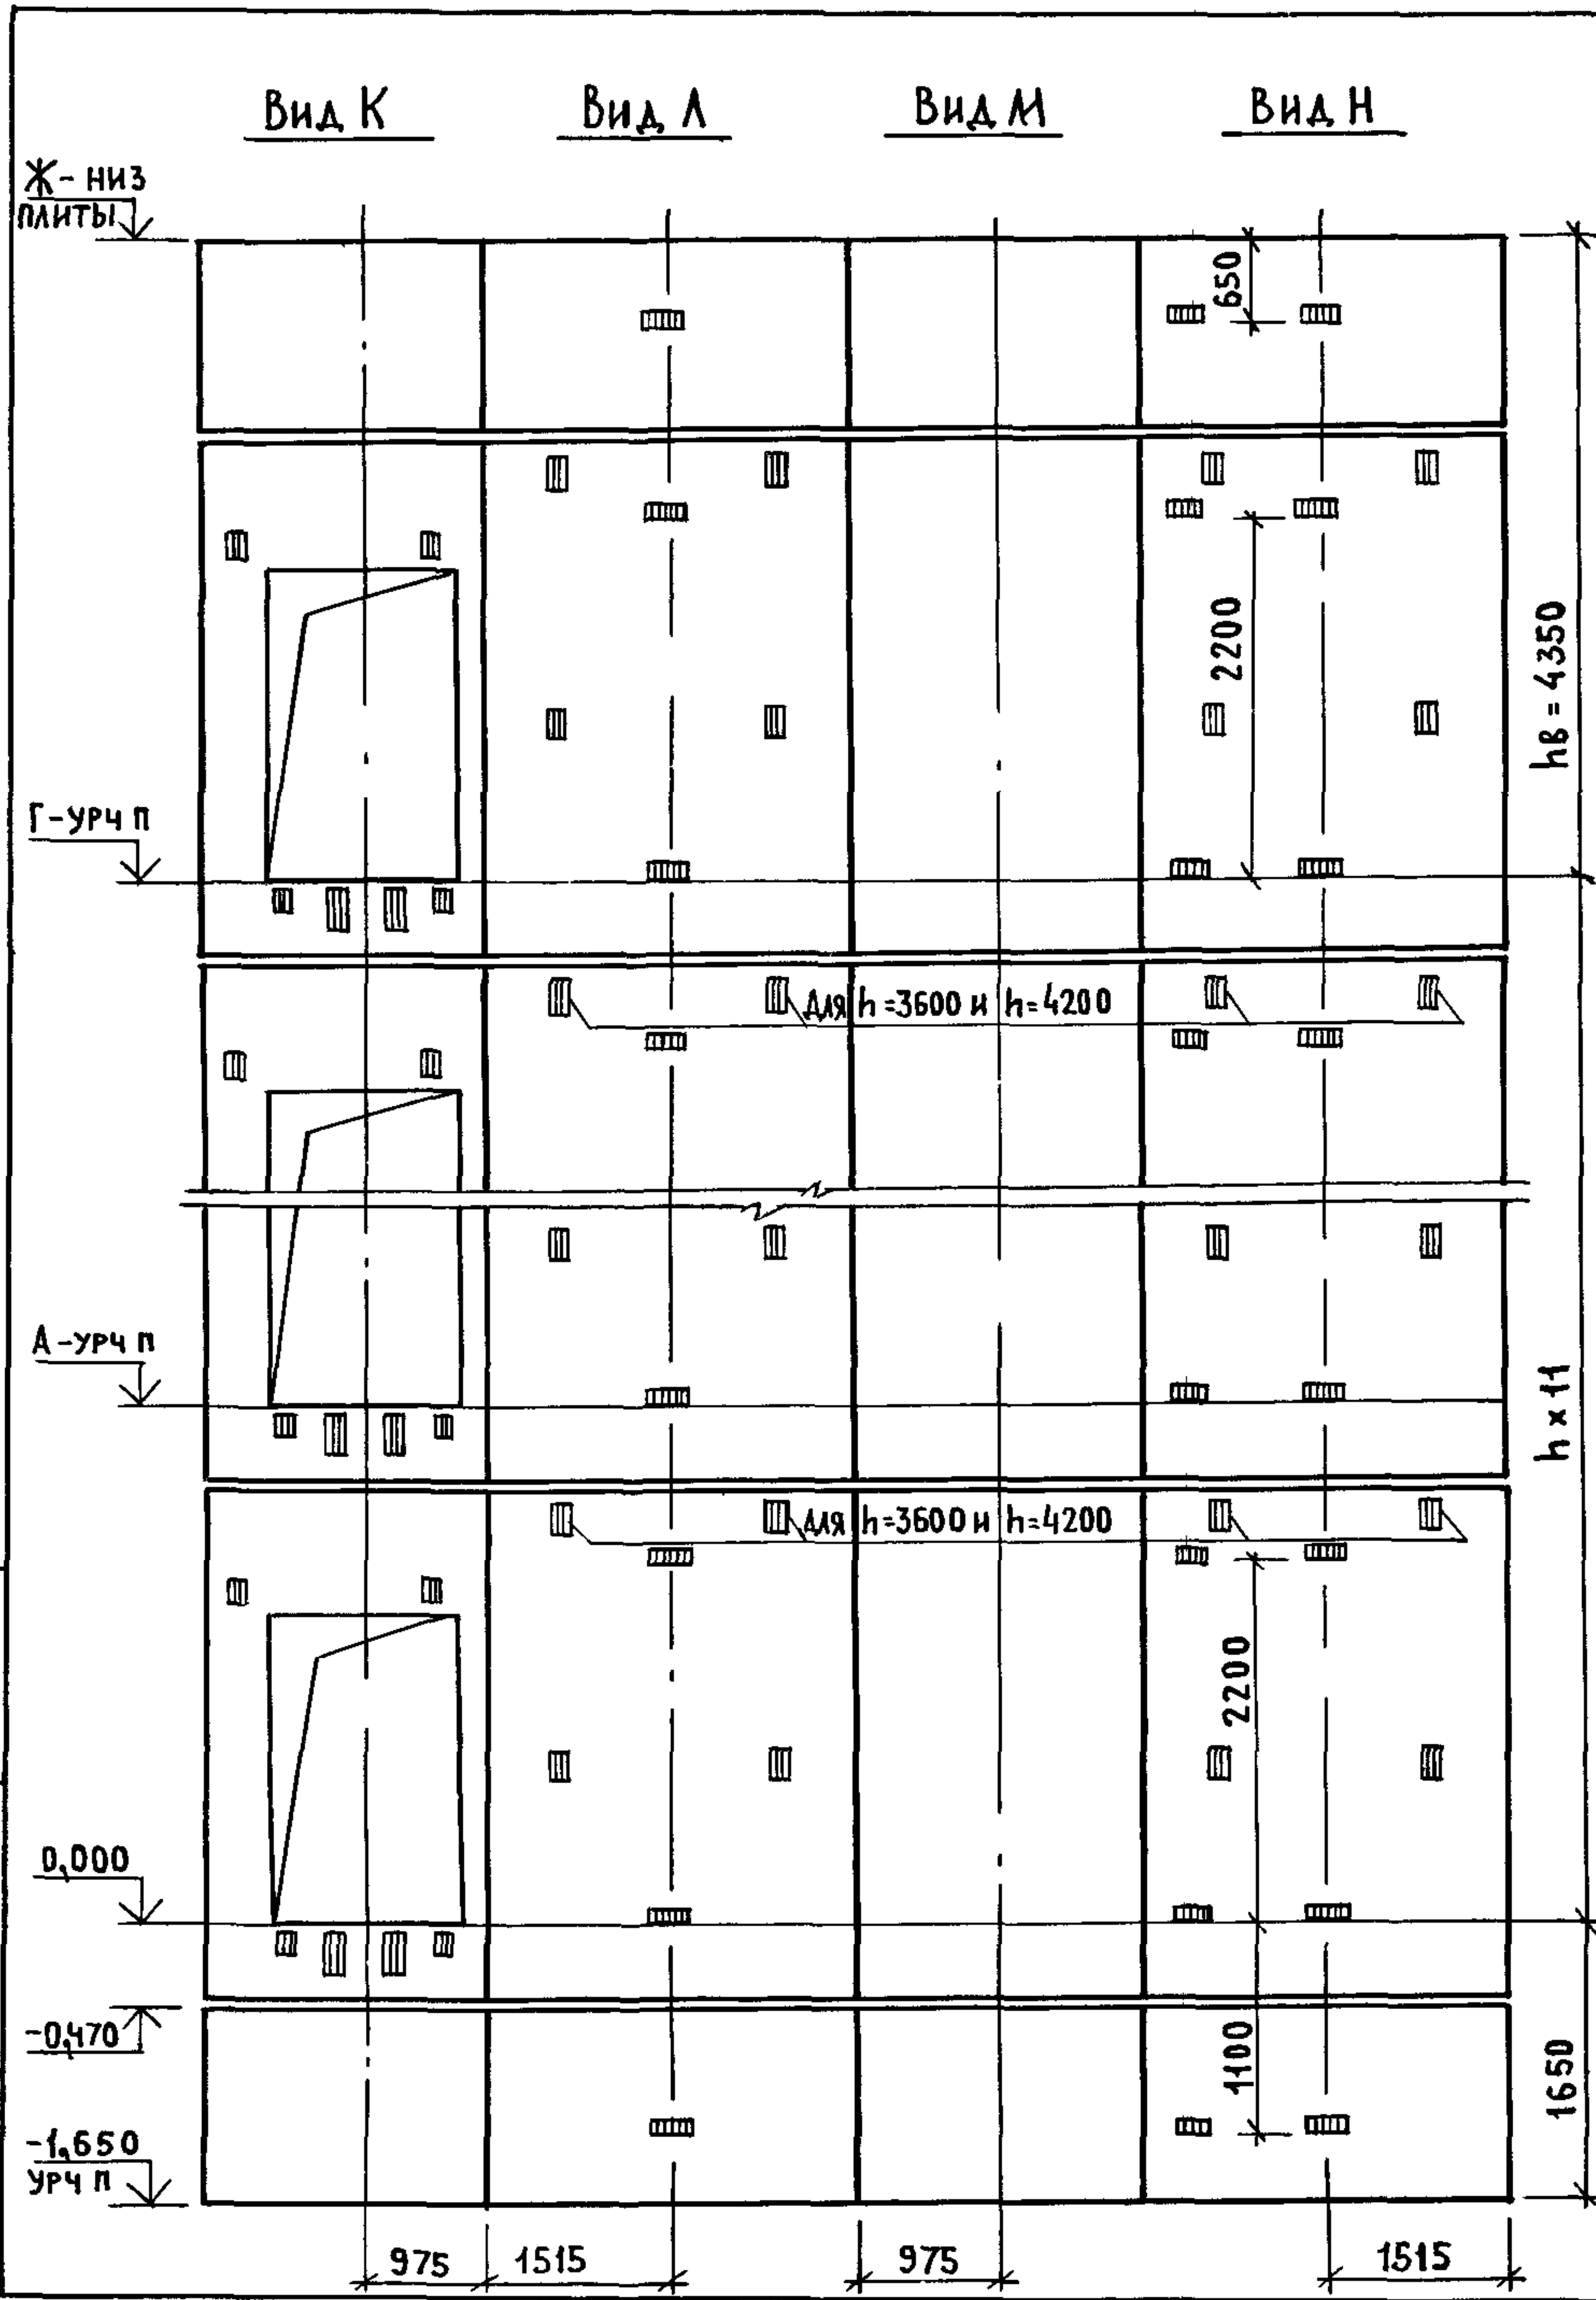 Вид К
Вид Л
Вид М
Вид Н
Ж- низ
плиты
650
2200
hв = 4350
Г-урч п
Для h=3600 и h=4200
А-урч п
h x 11
Для h=3600 и h=4200
2200
0,000
-0,470
1100
1650
-1,650
урч п
975
1515
975
1515